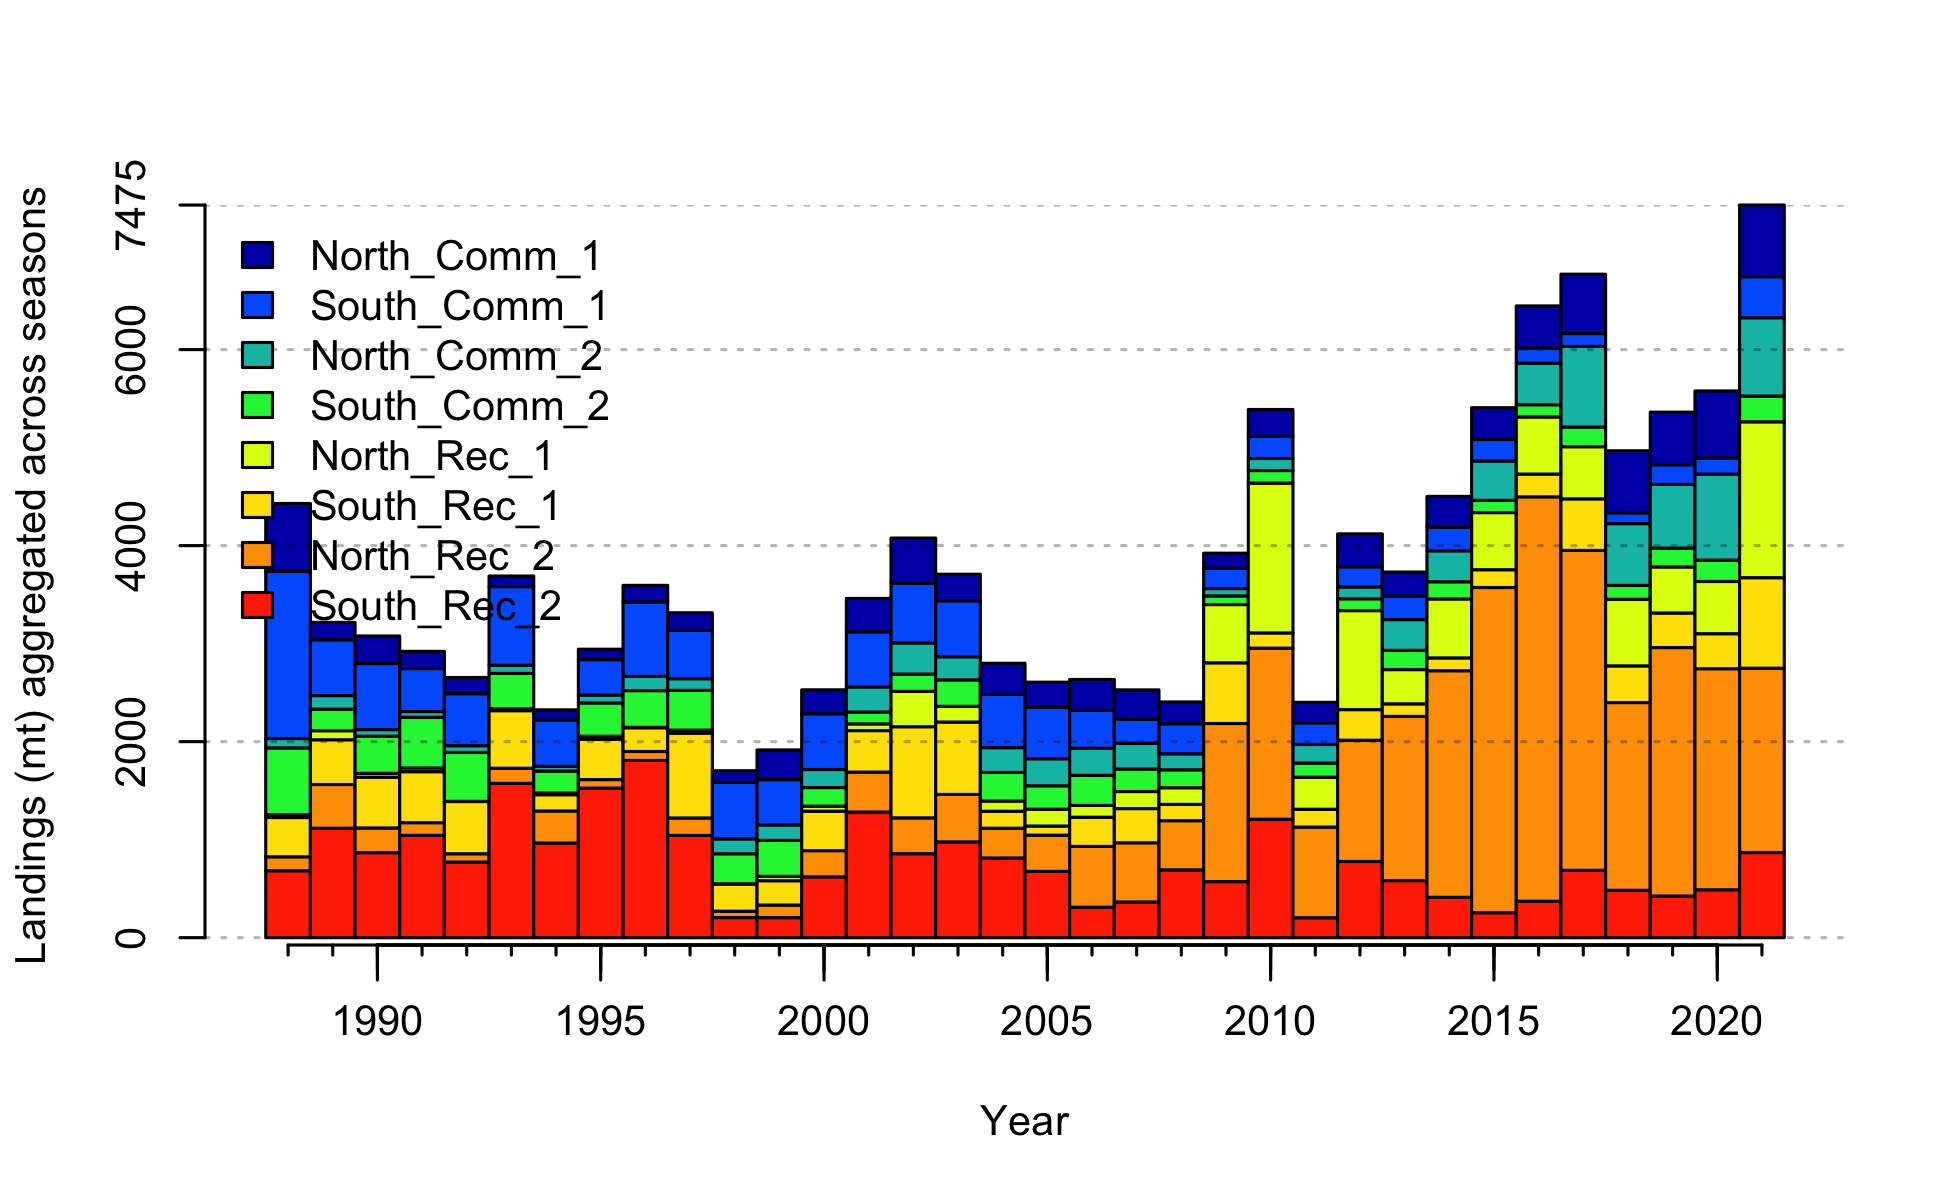 Landings (mt) aggregated across seasons
7475
6000
4000
2000
0
North_Comm_1
South_Comm_1
North_Comm_2
South_Comm_2
North_Rec_1
South_Rec_1
North_Rec_2
South_Rec_2
1990 1995 2000 2005 2010 2015 2020
Year